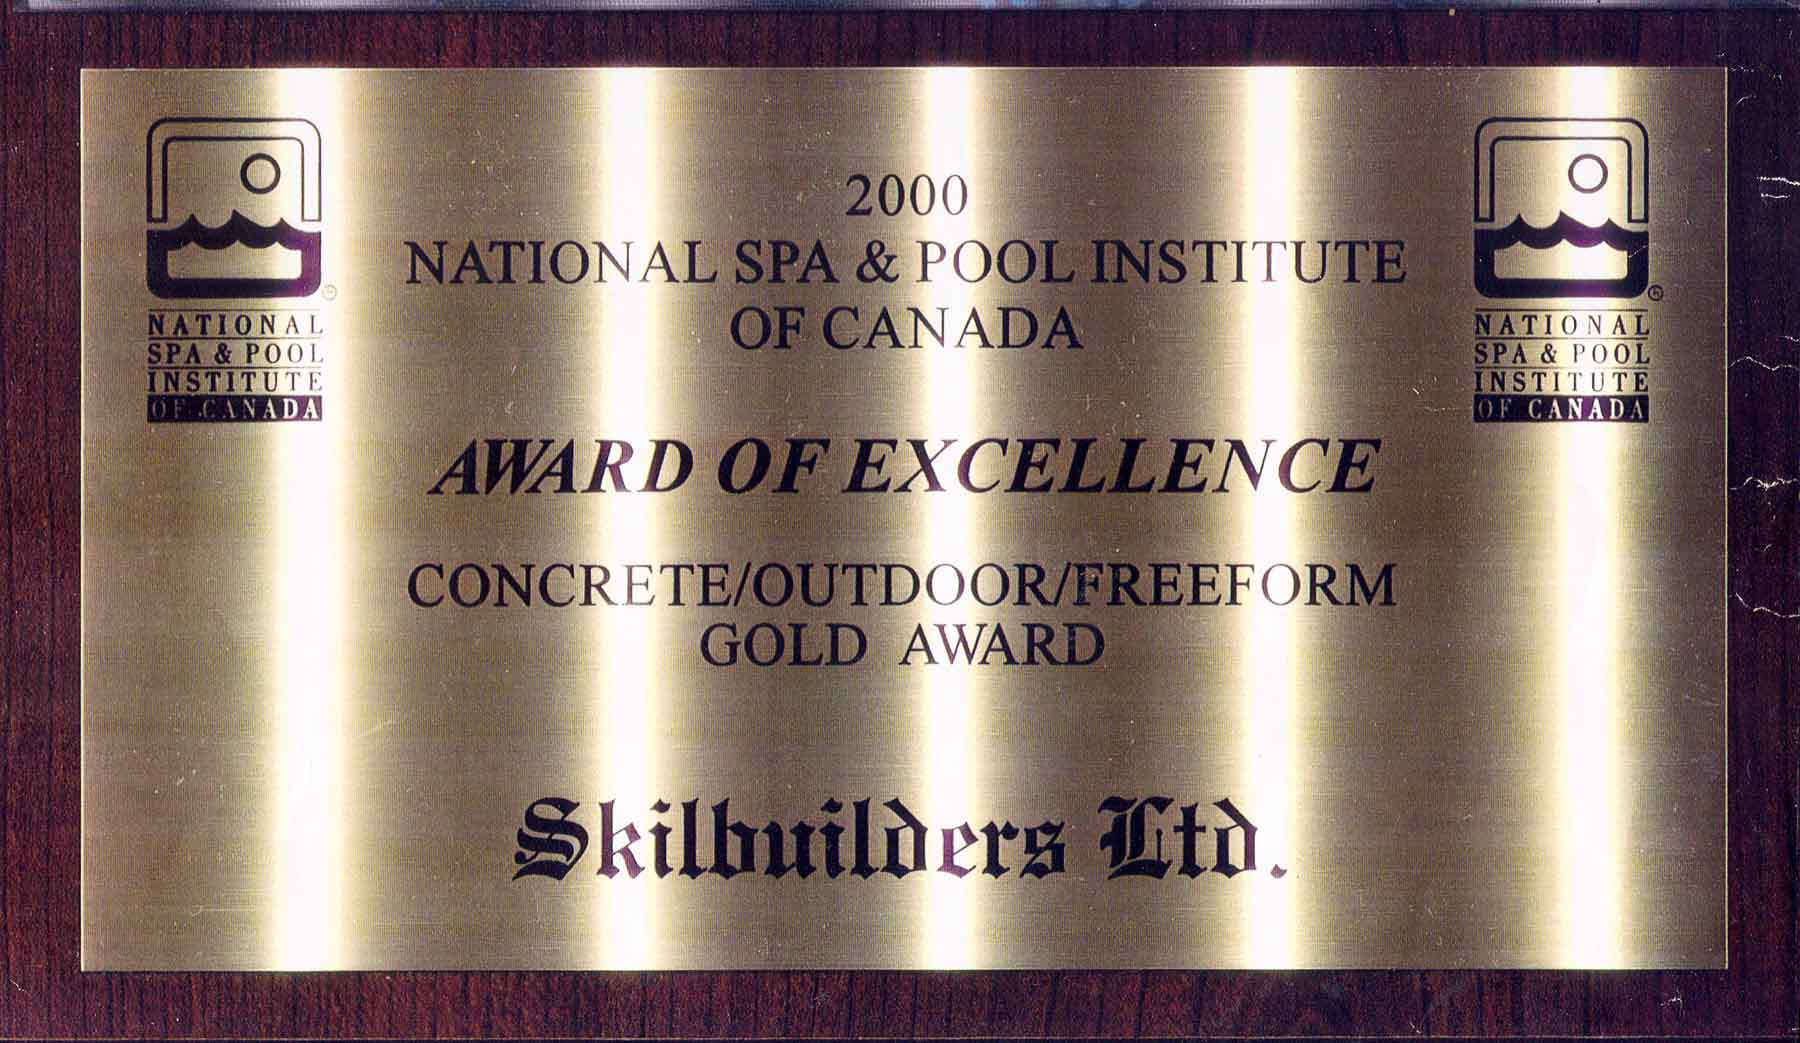 2000
NATIONAL SPA & POOL INSTITUTE
OF CANADA
NATIONAL
SPA & POOL
INSTITUTE
OF CANADA
NATIONAL
SPA & POOL
INSTITUTE
OF CANADA
AWARD OF EXCELLENCE
CONCRETE/OUTDOOR/FREEFORM
GOLD AWARD
Skilbuilders Ltd.